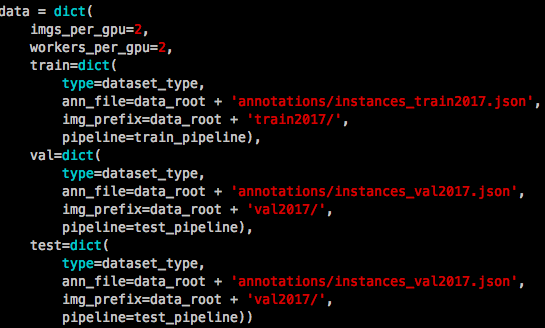 data = dict(
    imgs_per_gpu=2,
    workers_per_gpu=2,
    train=dict(
        type=dataset_type,
        ann_file=data_root + 'annotations/instances_train2017.json',
        img_prefix=data_root + 'train2017/',
        pipeline=train_pipeline),
    val=dict(
        type=dataset_type,
        ann_file=data_root + 'annotations/instances_val2017.json',
        img_prefix=data_root + 'val2017/',
        pipeline=test_pipeline),
    test=dict(
        type=dataset_type,
        ann_file=data_root + 'annotations/instances_val2017.json',
        img_prefix=data_root + 'val2017/',
        pipeline=test_pipeline))